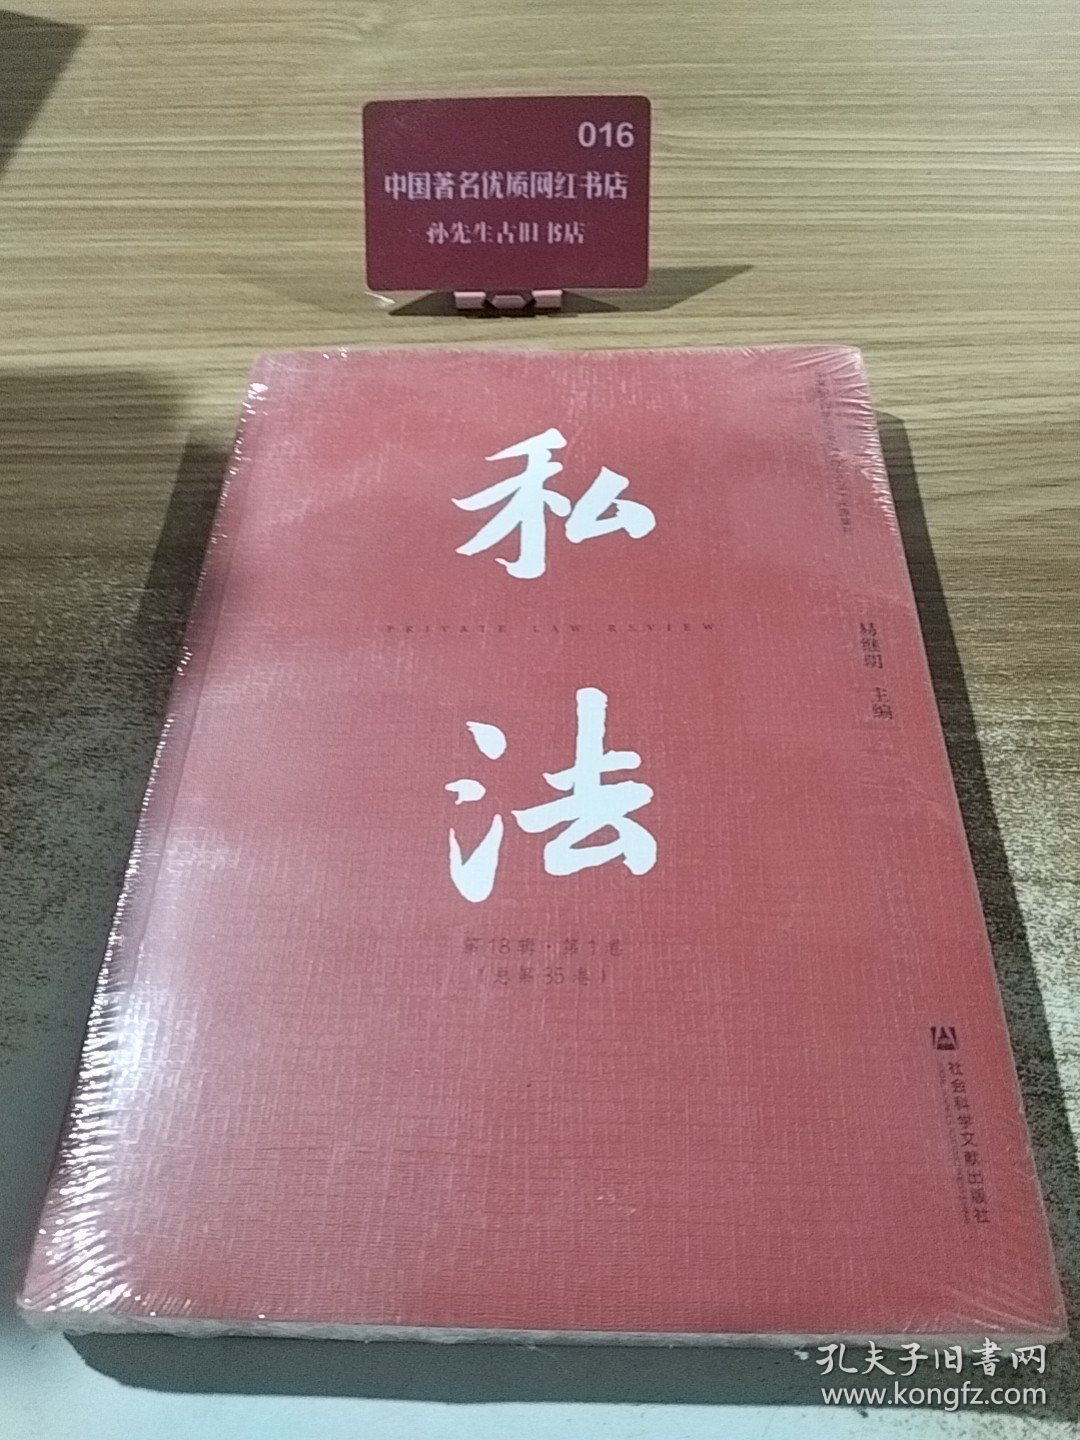 016
中国著名优质网红书店
孙先生古旧书店
私
PRIVATE LAW REVIEW
法
第18辑·第1卷
(总第35卷)
易继明 主编
社会科学文献出版社
孔夫子旧書网
www.kongfz.com